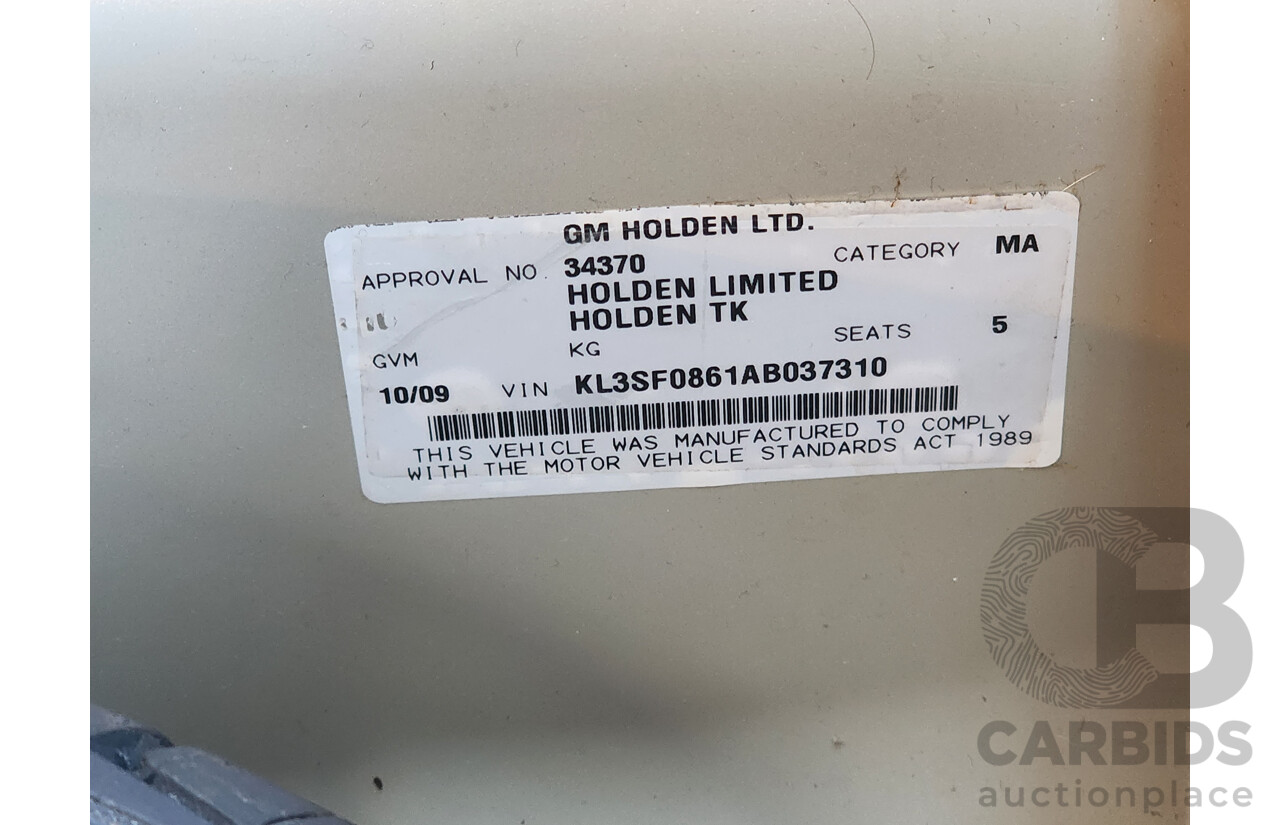 GM HOLDEN LTD.
APPROVAL NO. 34370 CATEGORY MA
HOLDEN LIMITED
HOLDEN TK
GVM KG SEATS 5
10/09 VIN KL3SF0861AB037310
THIS VEHICLE WAS MANUFACTURED TO COMPLY
WITH THE MOTOR VEHICLE STANDARDS ACT 1989
CB
CARBIDS
auctionplace